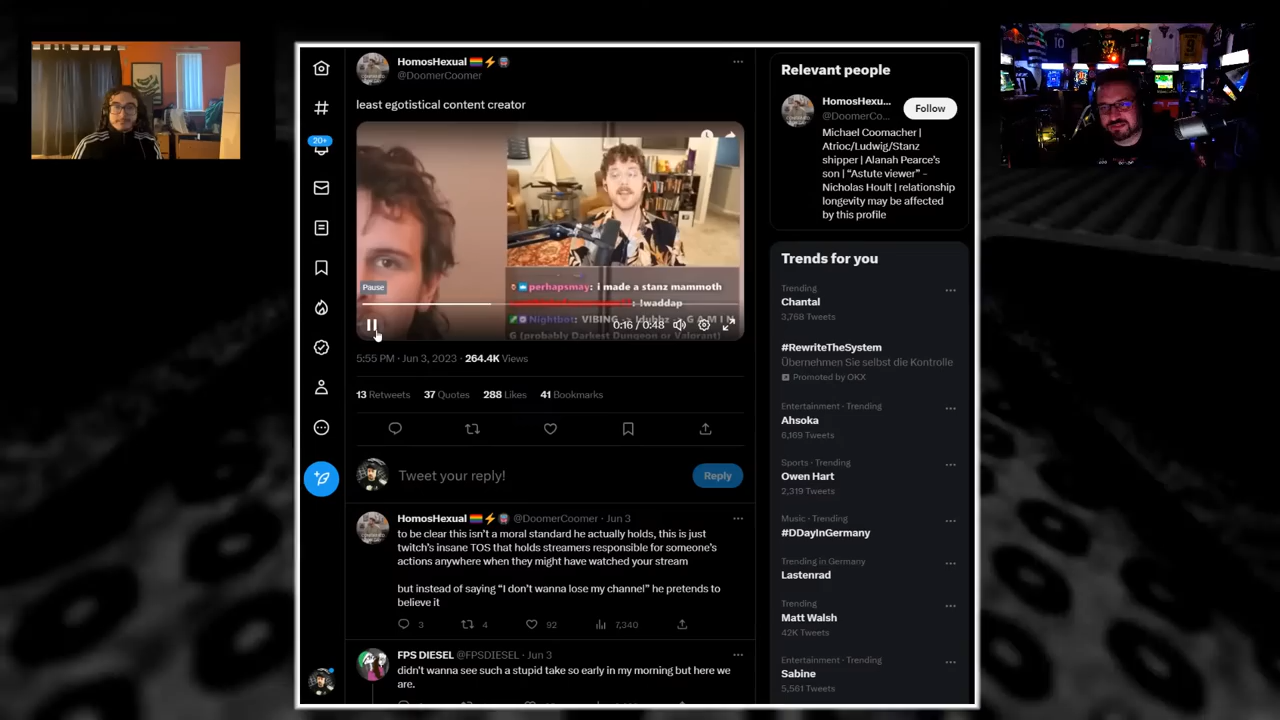 HomosHexual
@DoomerCoomer
least egotistical content creator
Pause
perhapsmay: i made a stanz mammoth
: !waddap
Nightbot: VIBING -> ldubbz -> G A M I N
G (probably Darkest Dungeon or Valorant)
0:16 / 0:48
5:55 PM · Jun 3, 2023 · 264.4K Views
13 Retweets 37 Quotes 288 Likes 41 Bookmarks
Tweet your reply!
Reply
HomosHexual @DoomerCoomer · Jun 3
to be clear this isn't a moral standard he actually holds, this is just
twitch's insane TOS that holds streamers responsible for someone's
actions anywhere when they might have watched your stream
but instead of saying “I don't wanna lose my channel” he pretends to
believe it
3 4 92 7,340
FPS DIESEL @FPSDIESEL · Jun 3
didn't wanna see such a stupid take so early in my morning but here we
are.
20+
Relevant people
HomosHexu...
@DoomerCo...
Follow
Michael Coomacher |
Atrioc/Ludwig/Stanz
shipper | Alanah Pearce's
son | “Astute viewer” -
Nicholas Hoult | relationship
longevity may be affected
by this profile
Trends for you
Trending
Chantal
3,768 Tweets
#RewriteTheSystem
Übernehmen Sie selbst die Kontrolle
Promoted by OKX
Entertainment · Trending
Ahsoka
6,169 Tweets
Sports · Trending
Owen Hart
2,319 Tweets
Music · Trending
#DDayInGermany
Trending in Germany
Lastenrad
Trending
Matt Walsh
42K Tweets
Entertainment · Trending
Sabine
5,561 Tweets